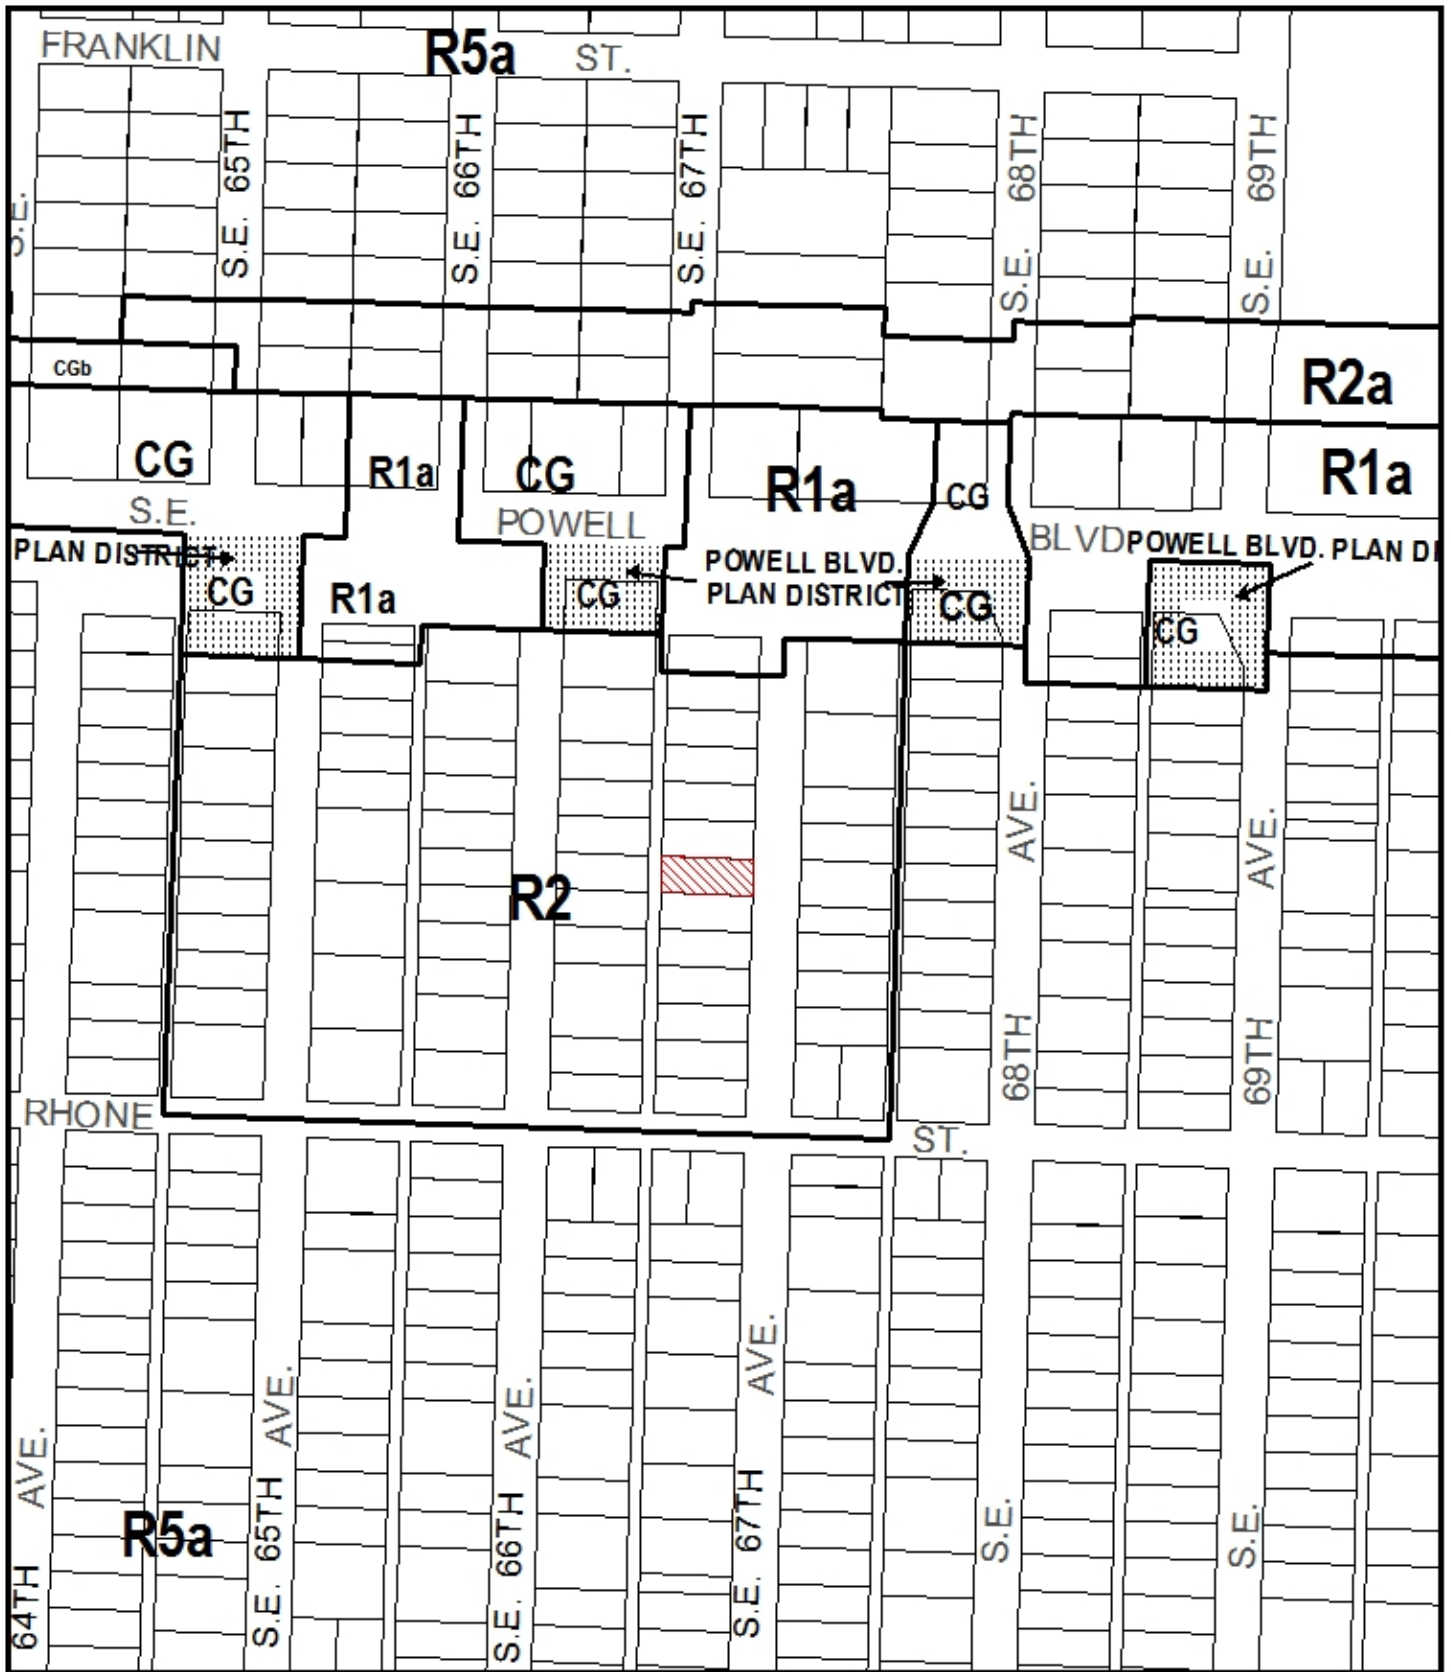 FRANKLIN
R5a
ST.
S.E.
S.E. 65TH
S.E. 66TH
S.E. 67TH
S.E. 68TH
S.E. 69TH
CGb
R2a
CG
R1a
CG
R1a
CG
R1a
S.E.
POWELL
BLVD
PLAN DISTRICT
POWELL BLVD.
PLAN DISTRICT
POWELL BLVD. PLAN DI
CG
R1a
CG
CG
CG
AVE.
AVE.
R2
68TH
69TH
RHONE
ST.
AVE.
AVE.
AVE.
AVE.
R5a
64TH
S.E. 65TH
S.E. 66TH
S.E. 67TH
S.E.
S.E.